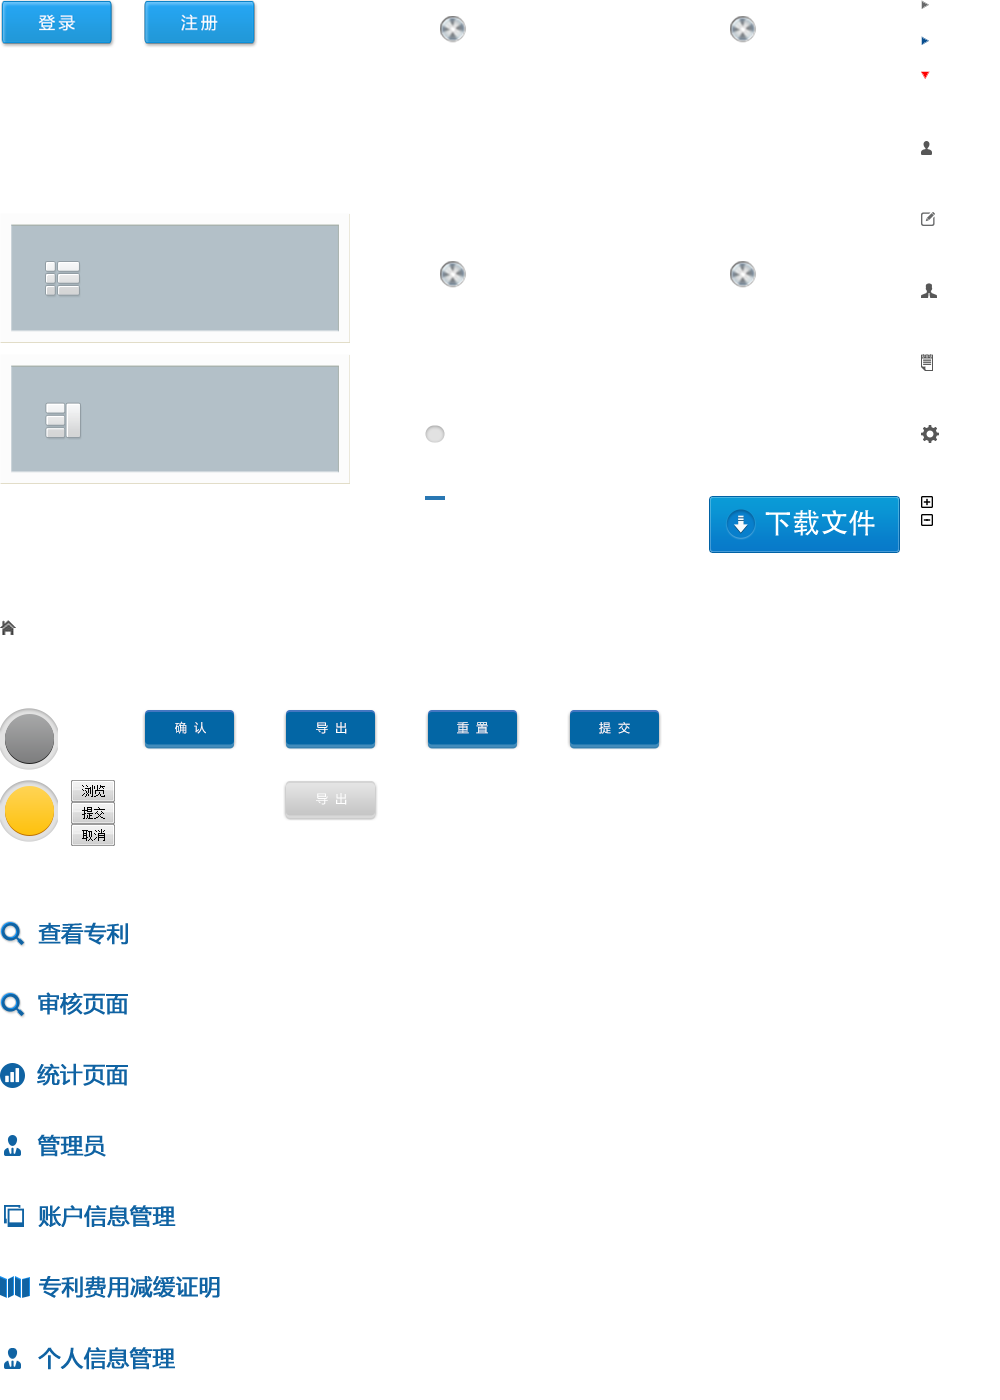 登录 注册
下载文件
确认 导出 重置 提交
浏览
提交
取消
导出
查看专利
审核页面
统计页面
管理员
账户信息管理
专利费用减缓证明
个人信息管理